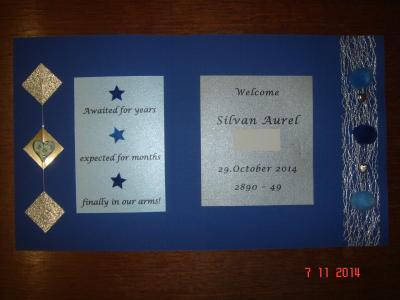 Awaited for years
expected for months
finally in our arms!
Welcome
Silvan Aurel
29.October 2014
2890 - 49
7 11 2014